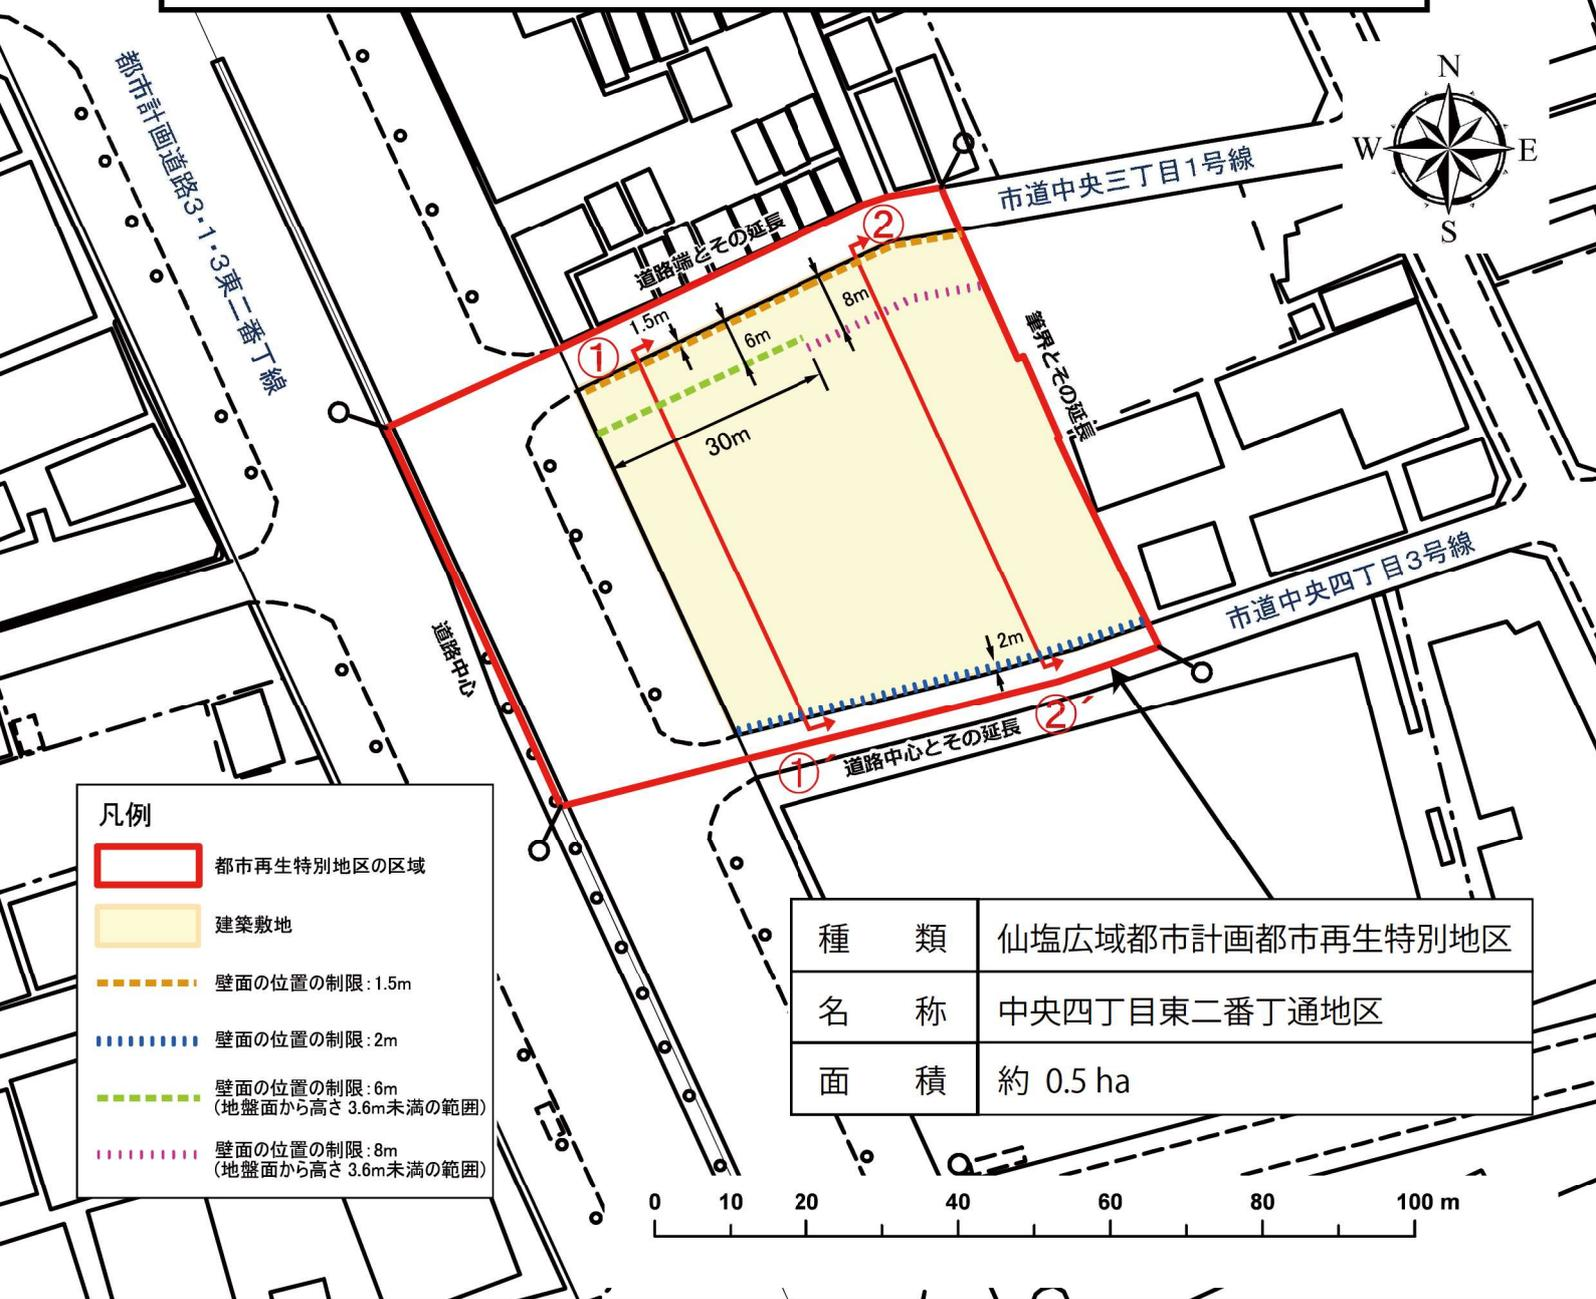 都市計画道路3・1・3東二番丁線
N
W
E
S
市道中央三丁目1号線
②
道路端とその延長
①
1.5m
6m
8m
30m
筆界とその延長
市道中央四丁目3号線
道路中心
2m
②´
①´
道路中心とその延長
凡例
都市再生特別地区の区域
建築敷地
壁面の位置の制限:1.5m
壁面の位置の制限:2m
壁面の位置の制限:6m
(地盤面から高さ3.6m未満の範囲)
壁面の位置の制限:8m
(地盤面から高さ3.6m未満の範囲)
種 類 仙塩広域都市計画都市再生特別地区
名 称 中央四丁目東二番丁通地区
面 積 約 0.5 ha
0 10 20 40 60 80 100 m